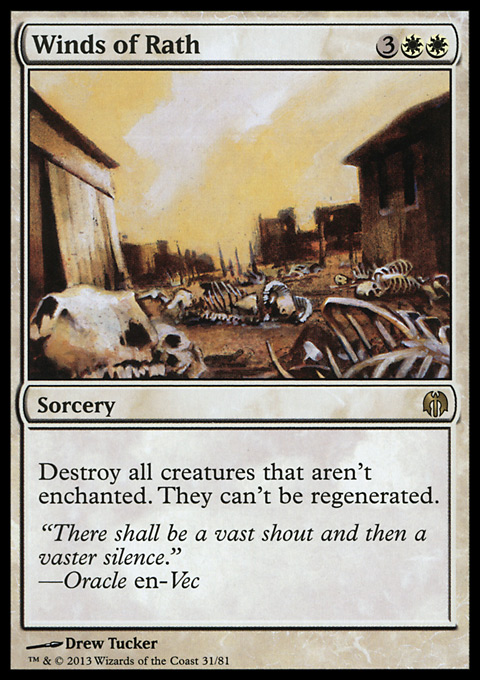 Winds of Rath 3
Sorcery
Destroy all creatures that aren't
enchanted. They can't be regenerated.
“There shall be a vast shout and then a
vaster silence.”
—Oracle en-Vec
Drew Tucker
™ & © 2013 Wizards of the Coast 31/81